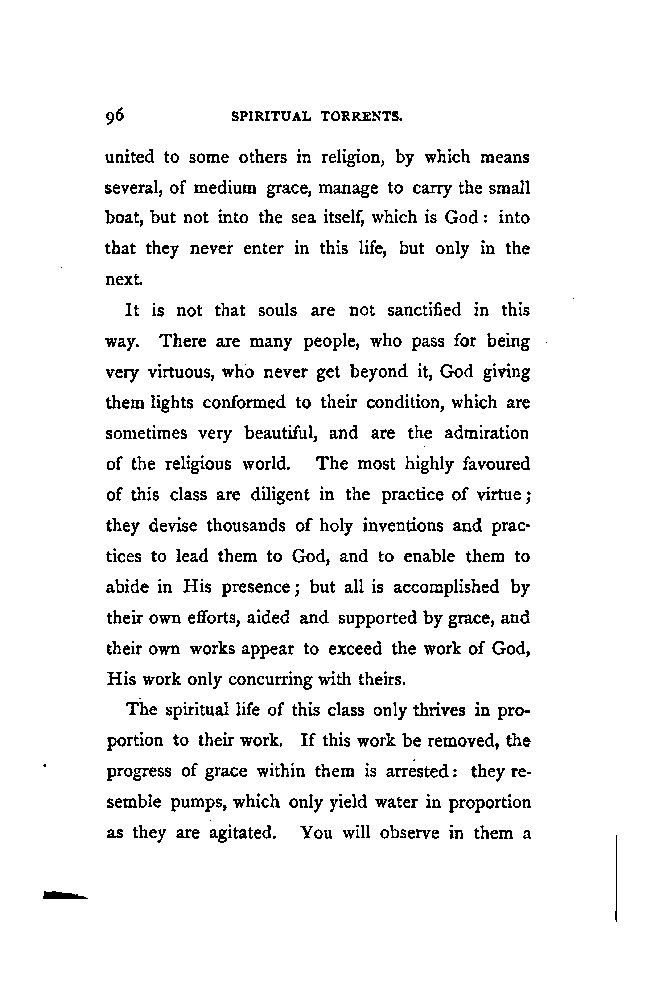 96 SPIRITUAL TORRENTS.
united to some others in religion, by which means
several, of medium grace, manage to carry the small
boat, but not into the sea itself, which is God : into
that they never enter in this life, but only in the
next.
It is not that souls are not sanctified in this
way. There are many people, who pass for being
very virtuous, who never get beyond it, God giving
them lights conformed to their condition, which are
sometimes very beautiful, and are the admiration
of the religious world. The most highly favoured
of this class are diligent in the practice of virtue ;
they devise thousands of holy inventions and prac-
tices to lead them to God, and to enable them to
abide in His presence ; but all is accomplished by
their own efforts, aided and supported by grace, and
their own works appear to exceed the work of God,
His work only concurring with theirs.
The spiritual life of this class only thrives in pro-
portion to their work. If this work be removed, the
progress of grace within them is arrested : they re-
semble pumps, which only yield water in proportion
as they are agitated. You will observe in them a